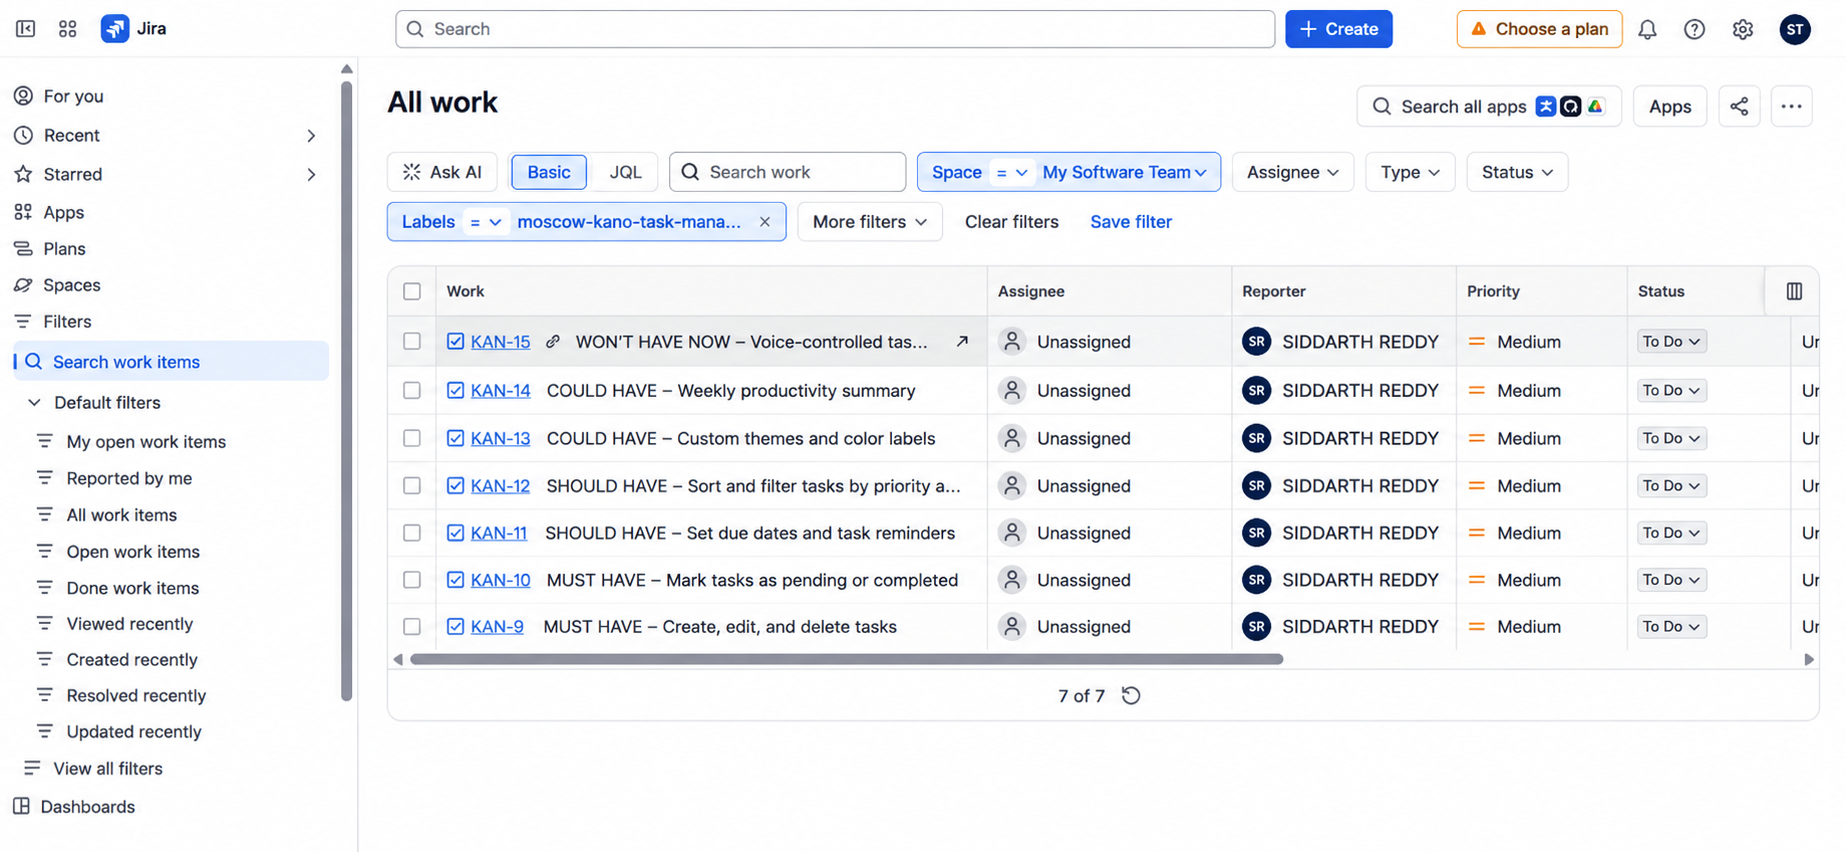 Jira
Search
+ Create
Choose a plan
ST
For you
Recent
Starred
Apps
Plans
Spaces
Filters
Search work items
Default filters
My open work items
Reported by me
All work items
Open work items
Done work items
Viewed recently
Created recently
Resolved recently
Updated recently
View all filters
Dashboards
All work
Search all apps
Apps
Ask AI Basic JQL Search work Space = My Software Team Assignee Type Status
Labels = moscow-kano-task-mana... More filters Clear filters Save filter
Work Assignee Reporter Priority Status
KAN-15 WON'T HAVE NOW – Voice-controlled tas... Unassigned SR SIDDARTH REDDY Medium To Do Ur
KAN-14 COULD HAVE – Weekly productivity summary Unassigned SR SIDDARTH REDDY Medium To Do Ur
KAN-13 COULD HAVE – Custom themes and color labels Unassigned SR SIDDARTH REDDY Medium To Do Ur
KAN-12 SHOULD HAVE – Sort and filter tasks by priority a... Unassigned SR SIDDARTH REDDY Medium To Do Ur
KAN-11 SHOULD HAVE – Set due dates and task reminders Unassigned SR SIDDARTH REDDY Medium To Do Ur
KAN-10 MUST HAVE – Mark tasks as pending or completed Unassigned SR SIDDARTH REDDY Medium To Do Ur
KAN-9 MUST HAVE – Create, edit, and delete tasks Unassigned SR SIDDARTH REDDY Medium To Do Ur
7 of 7